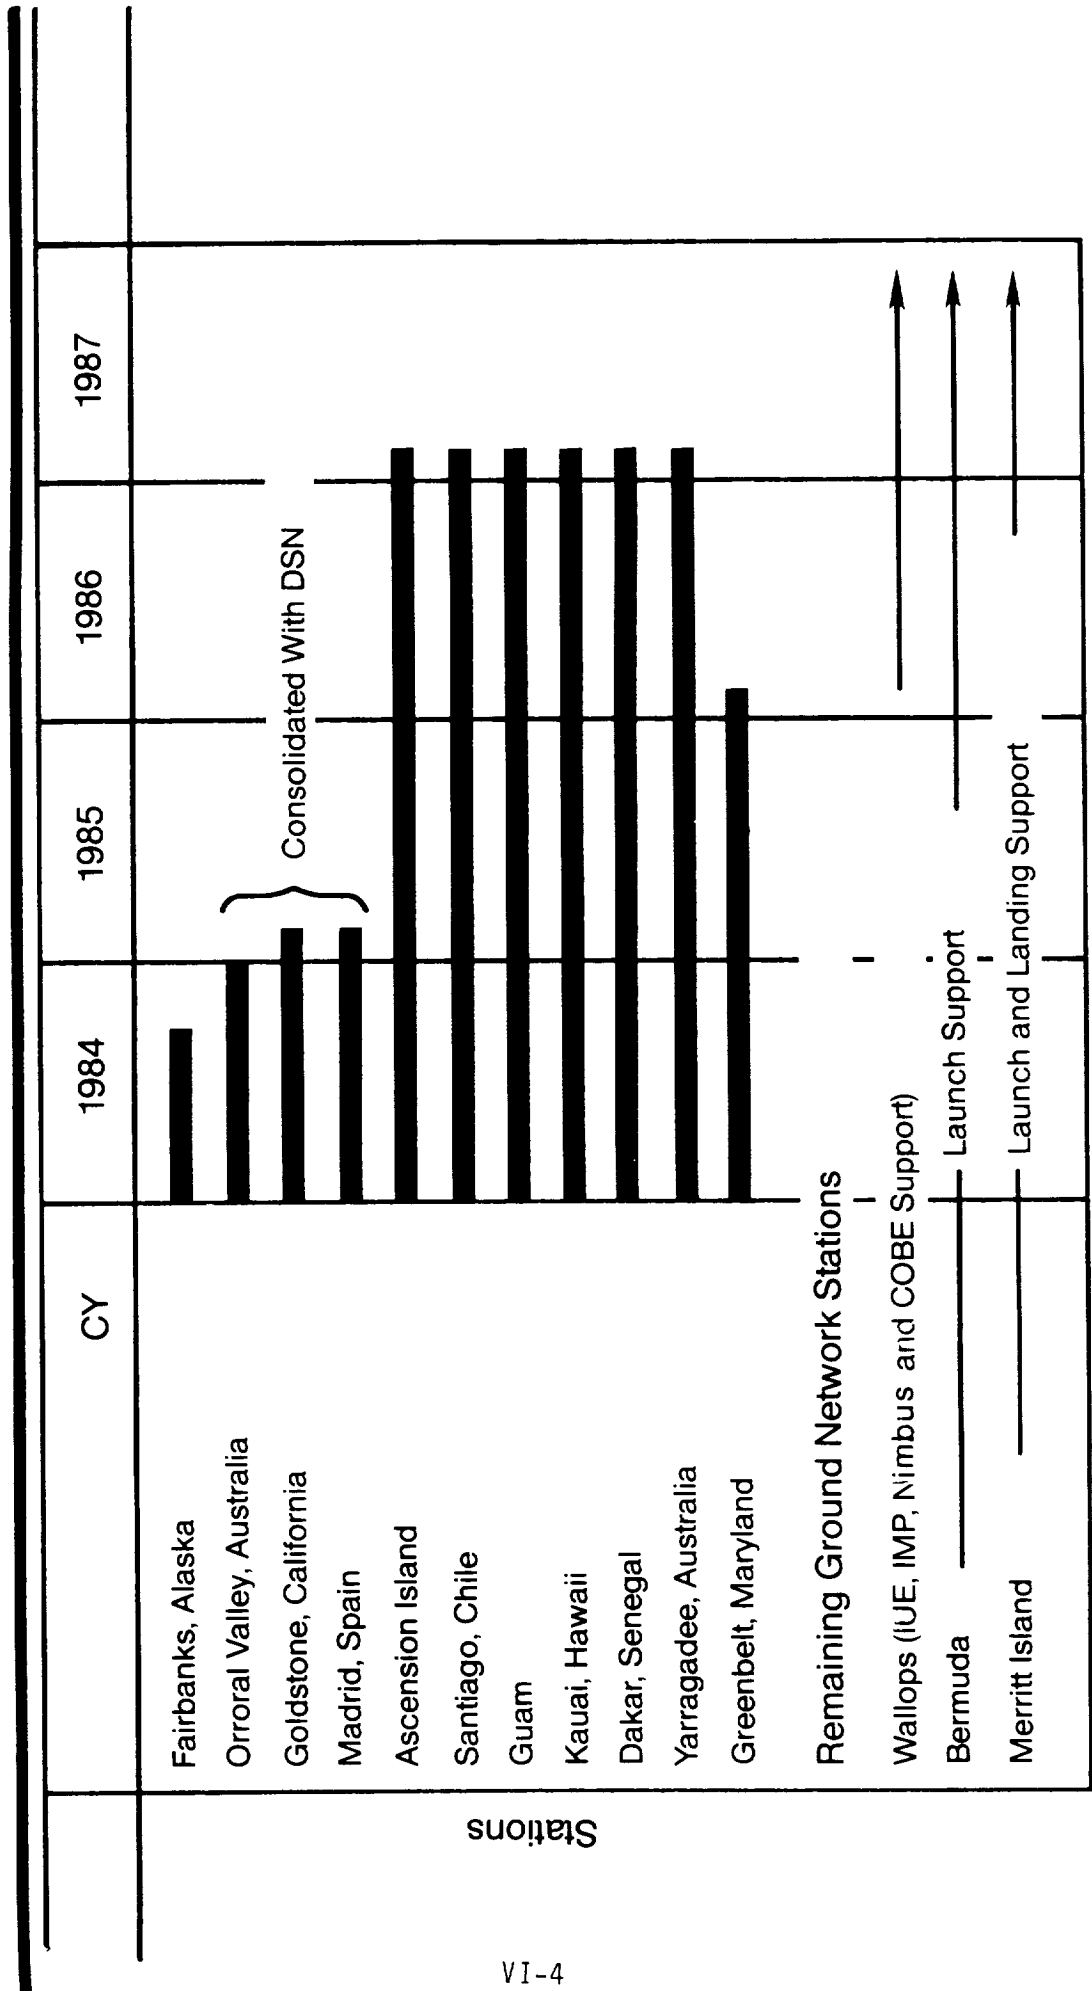 CY 1984 1985 1986 1987
Stations
Fairbanks, Alaska
Orroral Valley, Australia
Goldstone, California
Consolidated With DSN
Madrid, Spain
Ascension Island
Santiago, Chile
Guam
Kauai, Hawaii
Dakar, Senegal
Yarragadee, Australia
Greenbelt, Maryland
Remaining Ground Network Stations
Wallops (IUE, IMP, Nimbus and COBE Support)
Bermuda Launch Support
Merritt Island Launch and Landing Support
VI-4